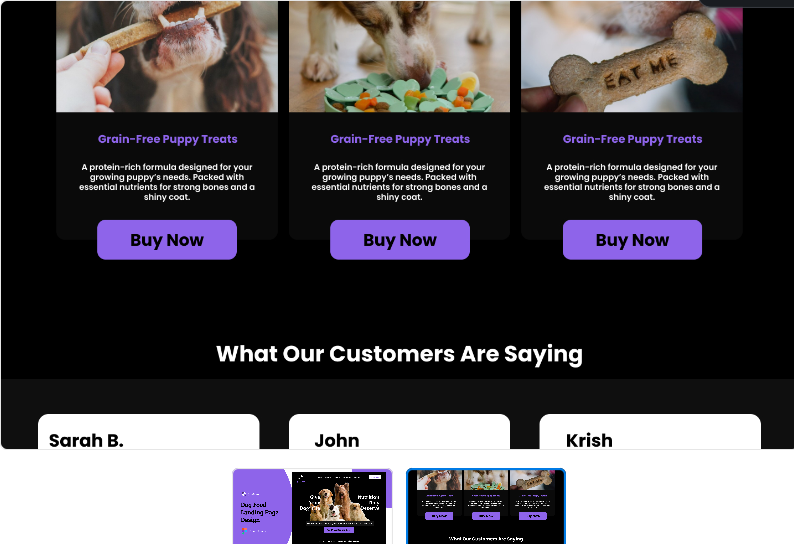 EAT ME
Grain-Free Puppy Treats
A protein-rich formula designed for your
growing puppy's needs. Packed with
essential nutrients for strong bones and a
shiny coat.
Buy Now
Grain-Free Puppy Treats
A protein-rich formula designed for your
growing puppy's needs. Packed with
essential nutrients for strong bones and a
shiny coat.
Buy Now
Grain-Free Puppy Treats
A protein-rich formula designed for your
growing puppy's needs. Packed with
essential nutrients for strong bones and a
shiny coat.
Buy Now
What Our Customers Are Saying
Sarah B.
John
Krish
Dog Food
Landing Page
Design
Buy Now
Buy Now
What Our Customers Are Saying